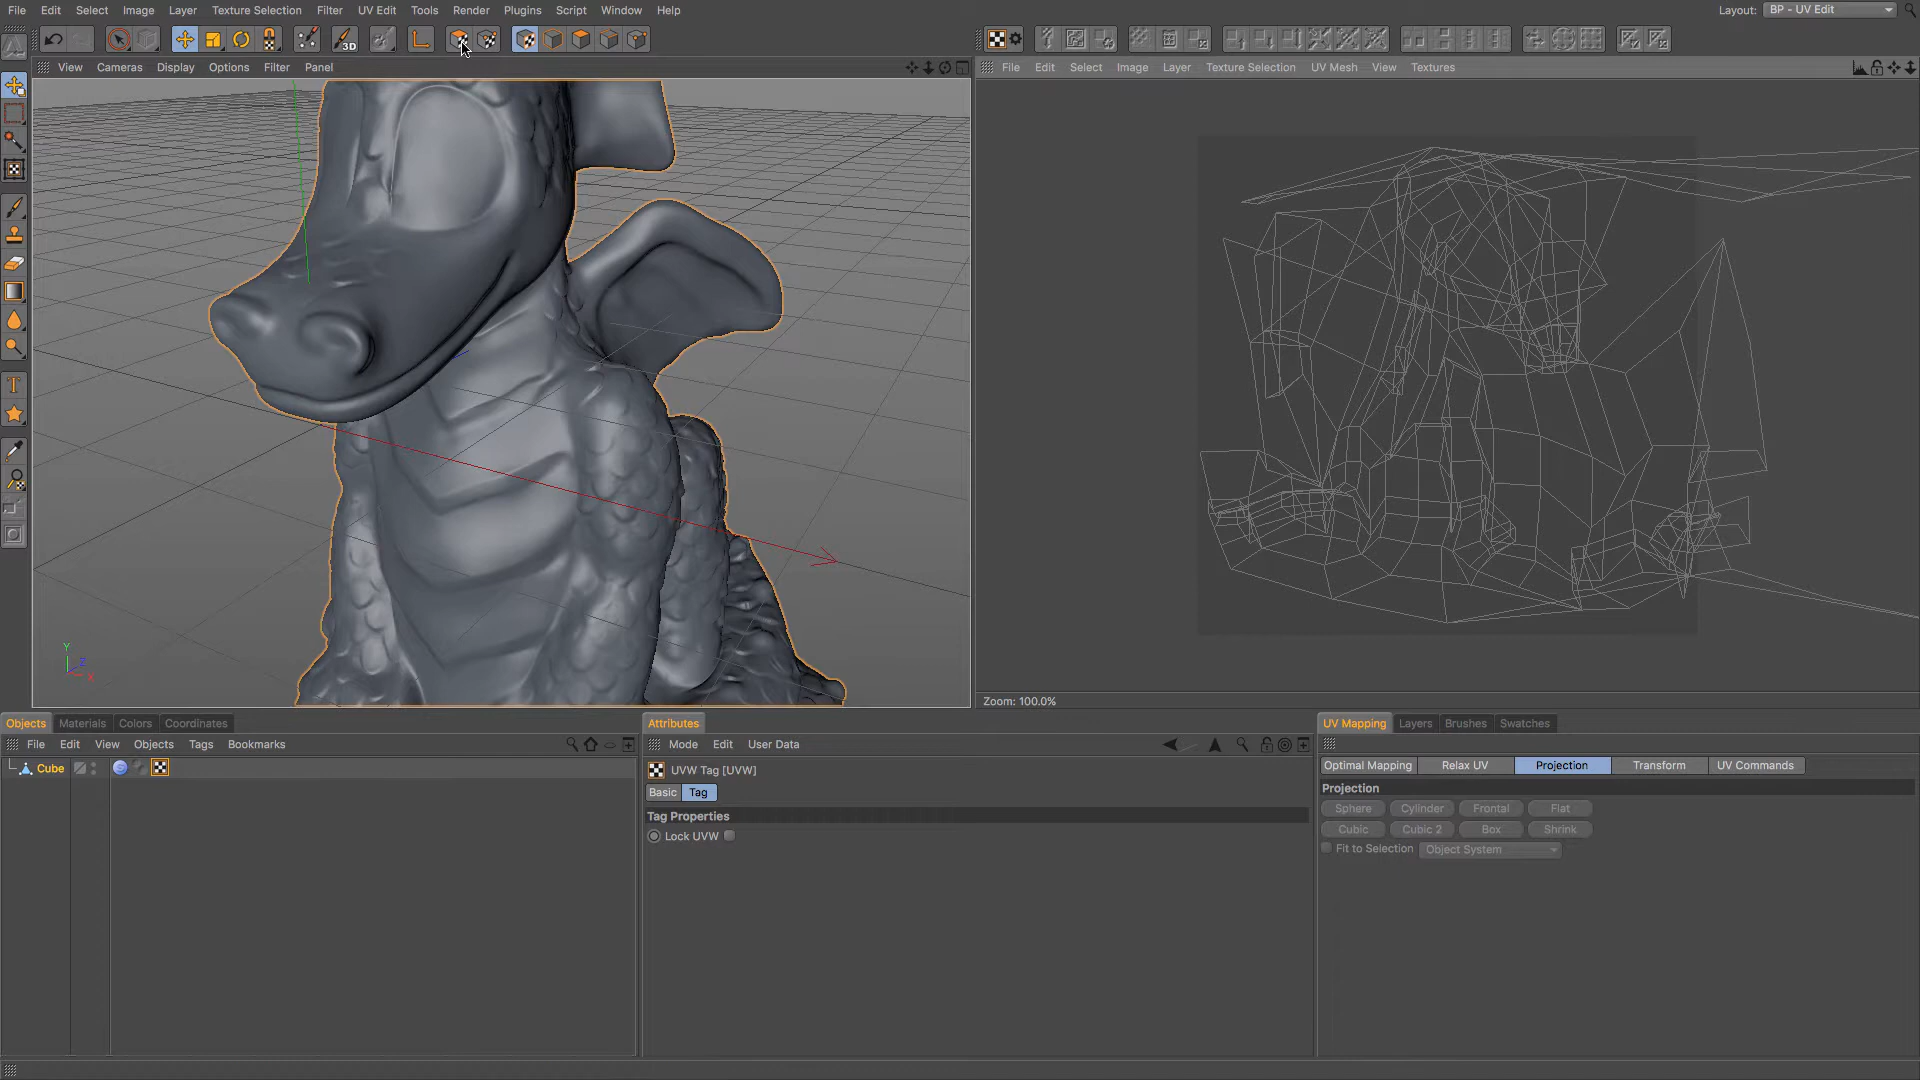 File Edit Select Image Layer Texture Selection Filter UV Edit Tools Render Plugins Script Window Help
Layout: BP - UV Edit
3D
View Cameras Display Options Filter Panel
File Edit Select Image Layer Texture Selection UV Mesh View Textures
Y
Z
X
Zoom: 100.0%
Objects Materials Colors Coordinates
Attributes
UV Mapping Layers Brushes Swatches
File Edit View Objects Tags Bookmarks
Mode Edit User Data
Cube
UVW Tag [UVW]
Optimal Mapping Relax UV Projection Transform UV Commands
Basic Tag
Projection
Tag Properties
Sphere Cylinder Frontal Flat
Lock UVW
Cubic Cubic 2 Box Shrink
Fit to Selection Object System